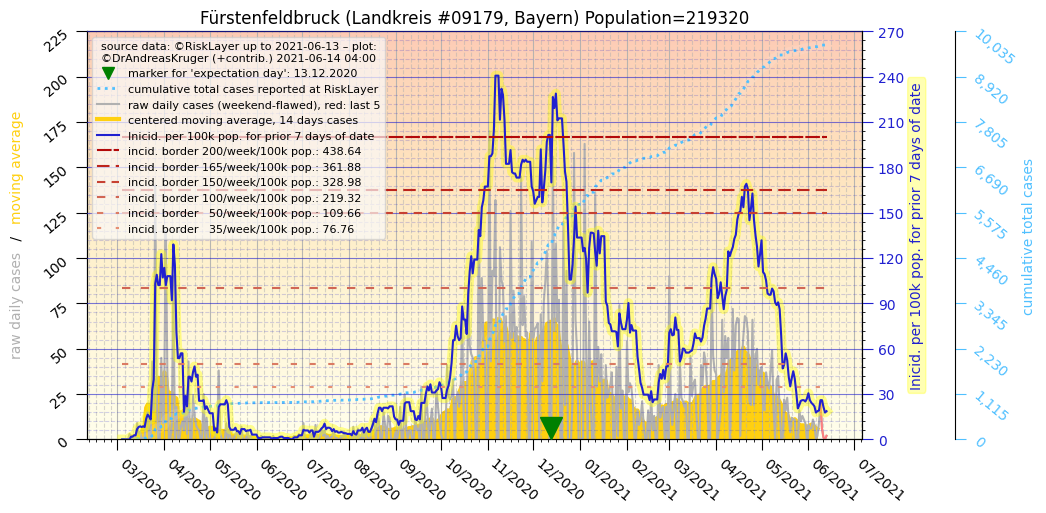 Fürstenfeldbruck (Landkreis #09179, Bayern) Population=219320
source data: ©RiskLayer up to 2021-06-13 – plot:
©DrAndreasKruger (+contrib.) 2021-06-14 04:00
marker for 'expectation day': 13.12.2020
cumulative total cases reported at RiskLayer
raw daily cases (weekend-flawed), red: last 5
centered moving average, 14 days cases
Inicid. per 100k pop. for prior 7 days of date
incid. border 200/week/100k pop.: 438.64
incid. border 165/week/100k pop.: 361.88
incid. border 150/week/100k pop.: 328.98
incid. border 100/week/100k pop.: 219.32
incid. border   50/week/100k pop.: 109.66
incid. border   35/week/100k pop.: 76.76
raw daily cases / moving average
225
200
175
150
125
100
75
50
25
0
270
240
210
180
150
120
90
60
30
0
Inicid. per 100k pop. for prior 7 days of date
10,035
8,920
7,805
6,690
5,575
4,460
3,345
2,230
1,115
0
cumulative total cases
03/2020
04/2020
05/2020
06/2020
07/2020
08/2020
09/2020
10/2020
11/2020
12/2020
01/2021
02/2021
03/2021
04/2021
05/2021
06/2021
07/2021